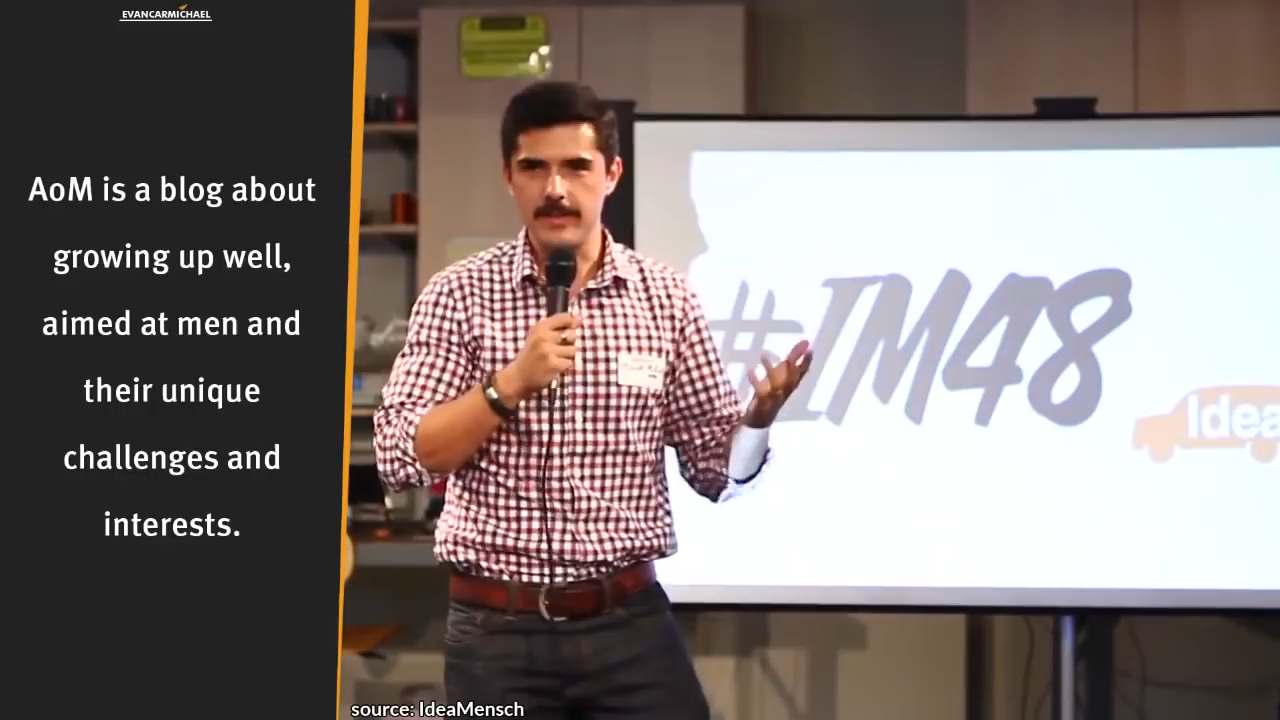 EVANCARMICHAEL
AoM is a blog about
growing up well,
aimed at men and
their unique
challenges and
interests.
#IM48
Idea
source: IdeaMensch